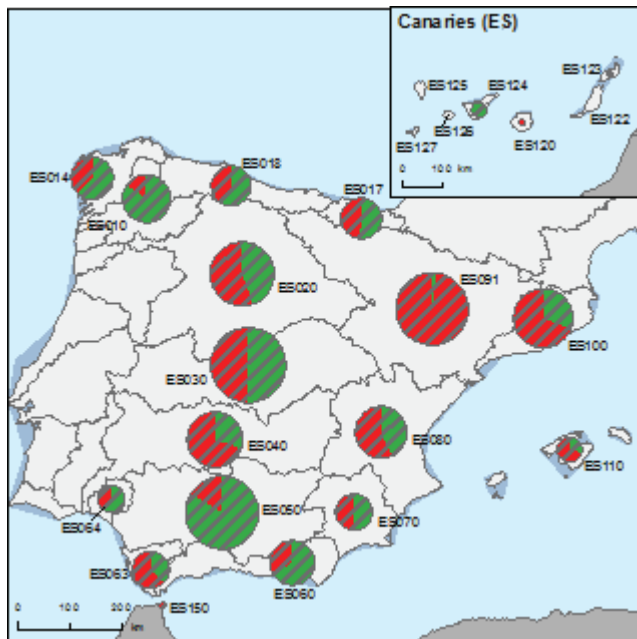 Canaries (ES)
ES125
ES124
ES123
ES126
ES127
ES120
ES122
0 100
km
ES014
ES018
ES017
ES010
ES020
ES091
ES100
ES030
ES040
ES080
ES110
ES050
ES064
ES070
ES063
ES060
ES150
0 100 200
km